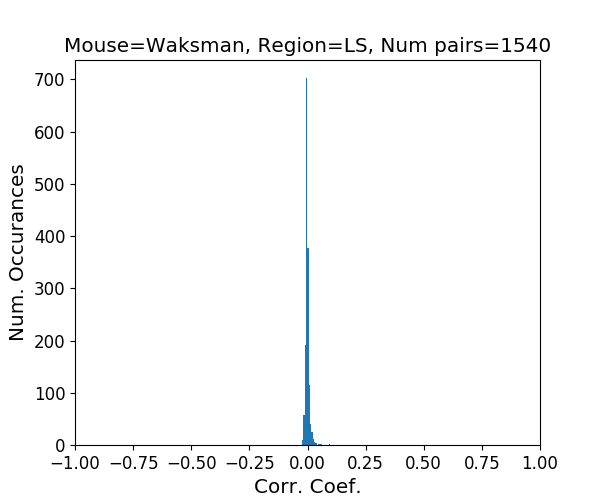 Mouse=Waksman, Region=LS, Num pairs=1540
Num. Occurances
700
600
500
400
300
200
100
0
−1.00 −0.75 −0.50 −0.25 0.00 0.25 0.50 0.75 1.00
Corr. Coef.